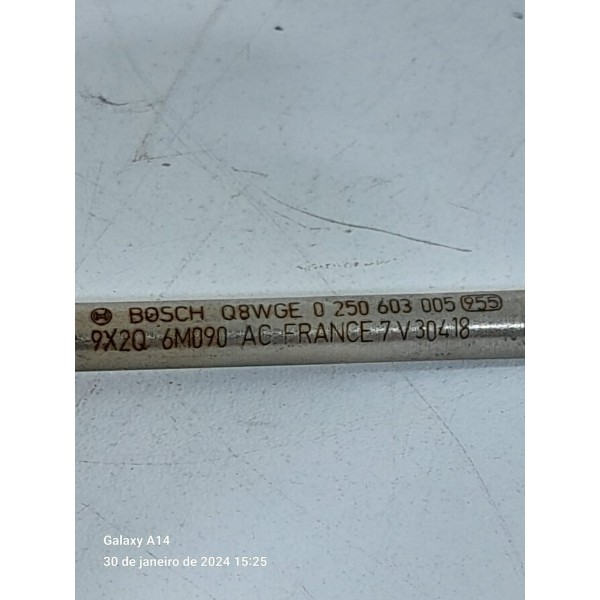 BOSCH Q8WGE 0 250 603 005 955
9X2Q 6M090 AC FRANCE 7 V30418
Galaxy A14
30 de janeiro de 2024 15:25